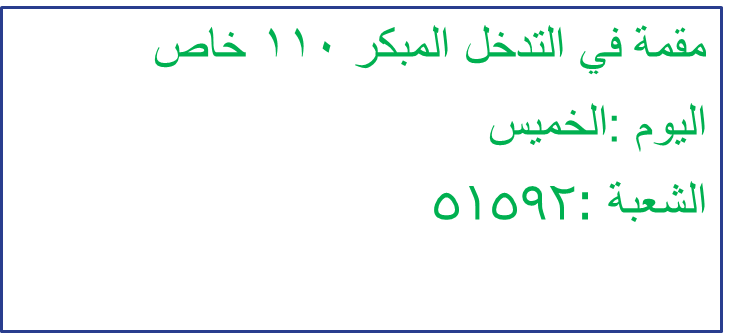 مقمة في التدخل المبكر ١١٠ خاص
اليوم :الخميس
الشعبة :٥١٥٩٢